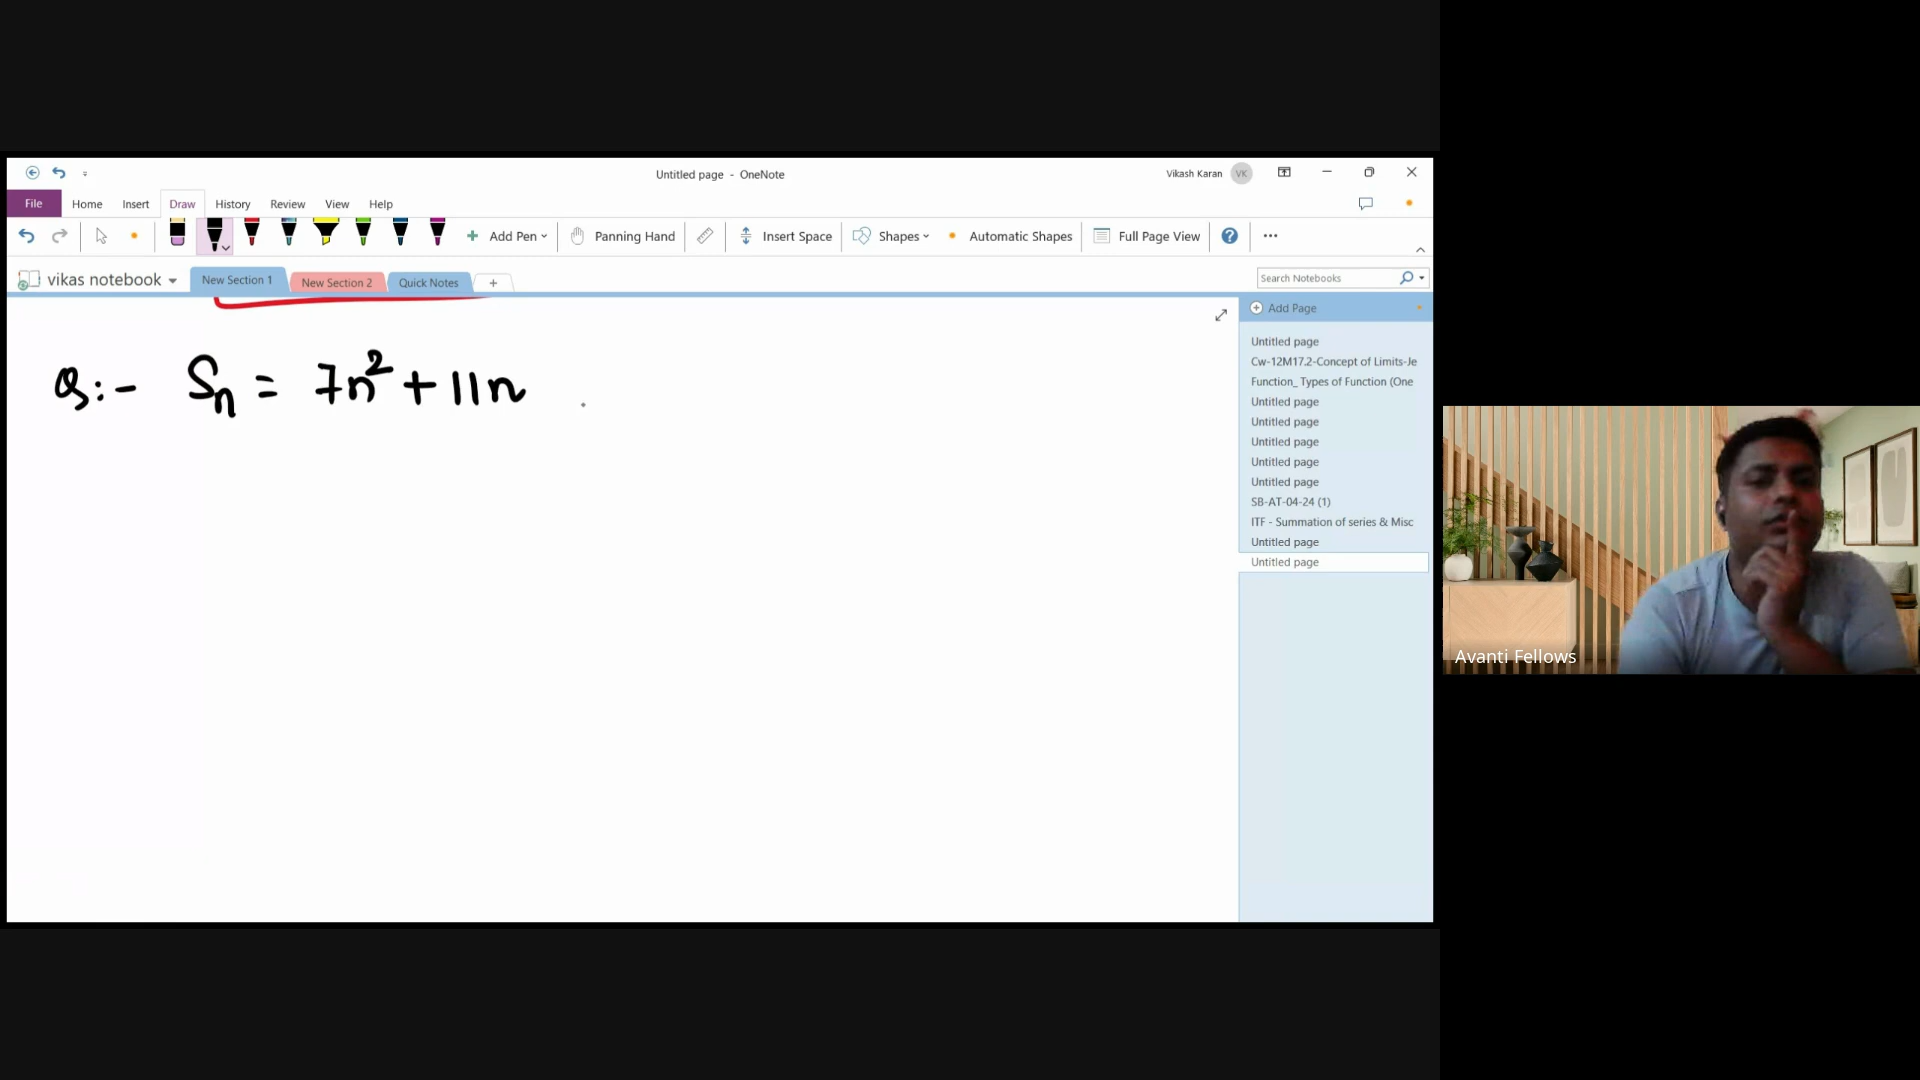 Untitled page - OneNote
Vikash Karan VK
File Home Insert Draw History Review View Help
+ Add Pen Panning Hand Insert Space Shapes Automatic Shapes Full Page View ? ...
vikas notebook New Section 1 New Section 2 Quick Notes +
Search Notebooks
Add Page
Untitled page
Cw-12M17.2-Concept of Limits-Je
Function_ Types of Function (One
Untitled page
Untitled page
Untitled page
Untitled page
Untitled page
SB-AT-04-24 (1)
ITF - Summation of series & Misc
Untitled page
Untitled page
Q:- Sₙ = 7n² + 11n
Avanti Fellows